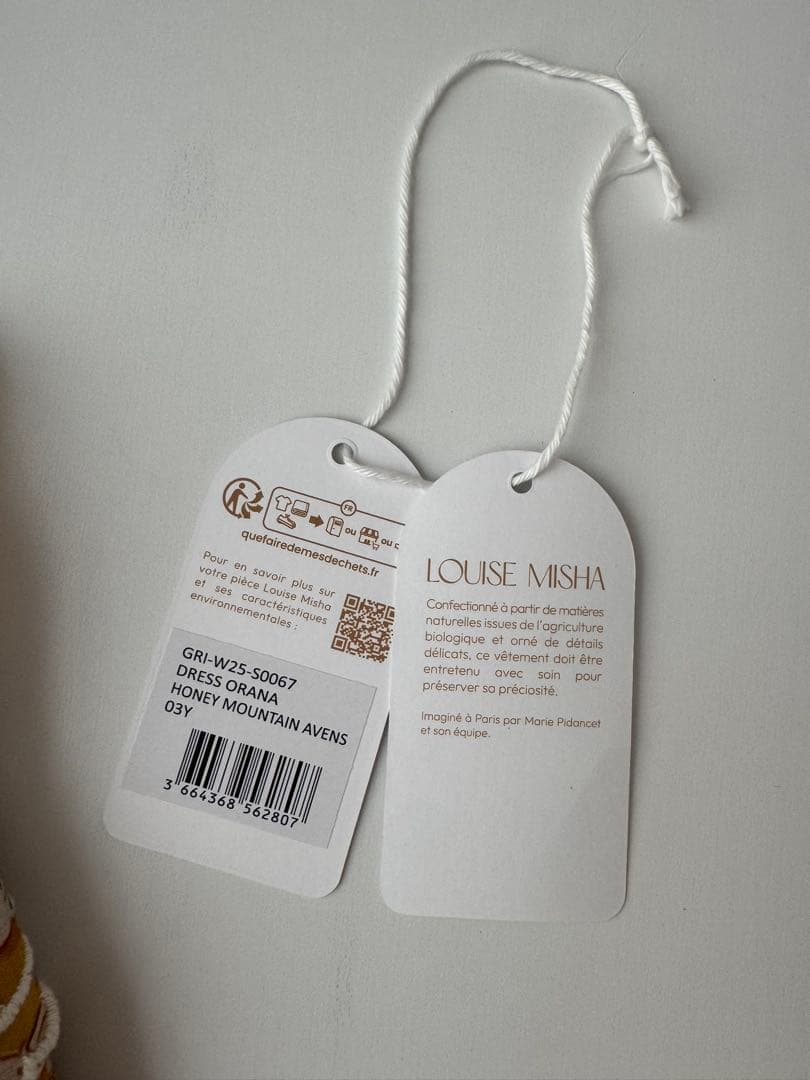 FR
ou
ou
quefairedemesdechets.fr
Pour en savoir plus sur
votre pièce Louise Misha
et ses caractéristiques
environnementales :
GRI-W25-S0067
DRESS ORANA
HONEY MOUNTAIN AVENS
03Y
3 664368 562807
LOUISE MISHA
Confectionné à partir de matières
naturelles issues de l'agriculture
biologique et orné de détails
délicats, ce vêtement doit être
entretenu avec soin pour
préserver sa préciosité.
Imaginé à Paris par Marie Pidancet
et son équipe.